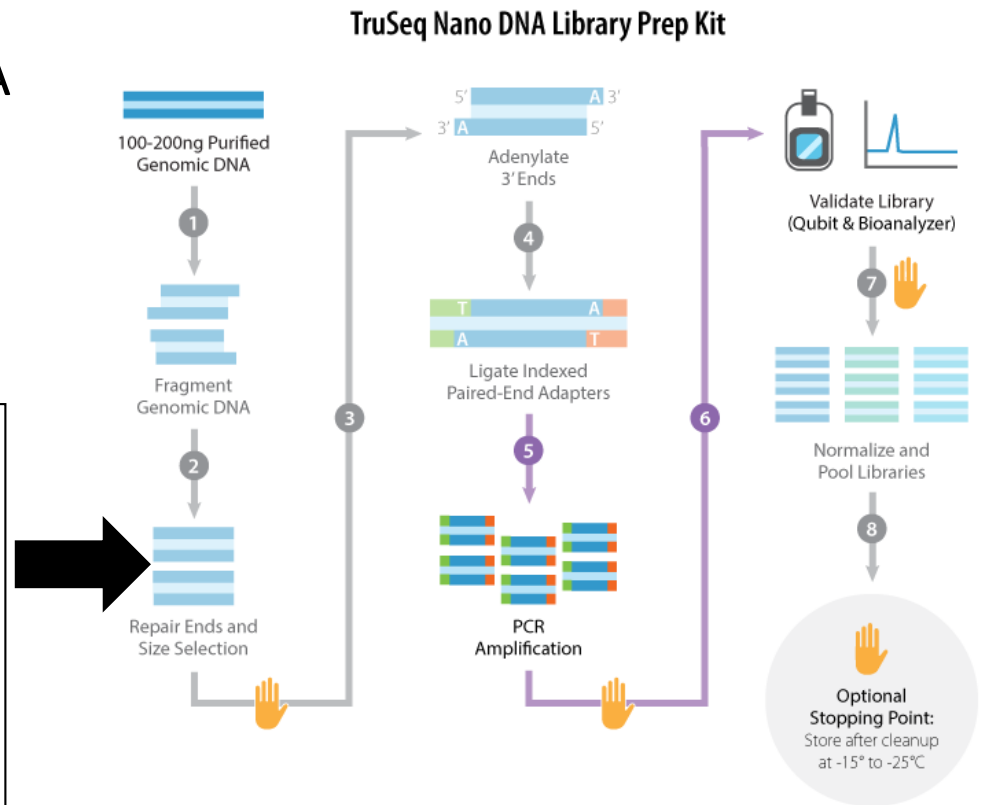 TruSeq Nano DNA Library Prep Kit
A
100-200ng Purified
Genomic DNA
1
Fragment
Genomic DNA
2
Repair Ends and
Size Selection
3
5' A 3'
3' A 5'
Adenylate
3' Ends
4
T A
A T
Ligate Indexed
Paired-End Adapters
5
PCR
Amplification
6
Validate Library
(Qubit & Bioanalyzer)
7
Normalize and
Pool Libraries
8
Optional
Stopping Point:
Store after cleanup
at -15° to -25°C